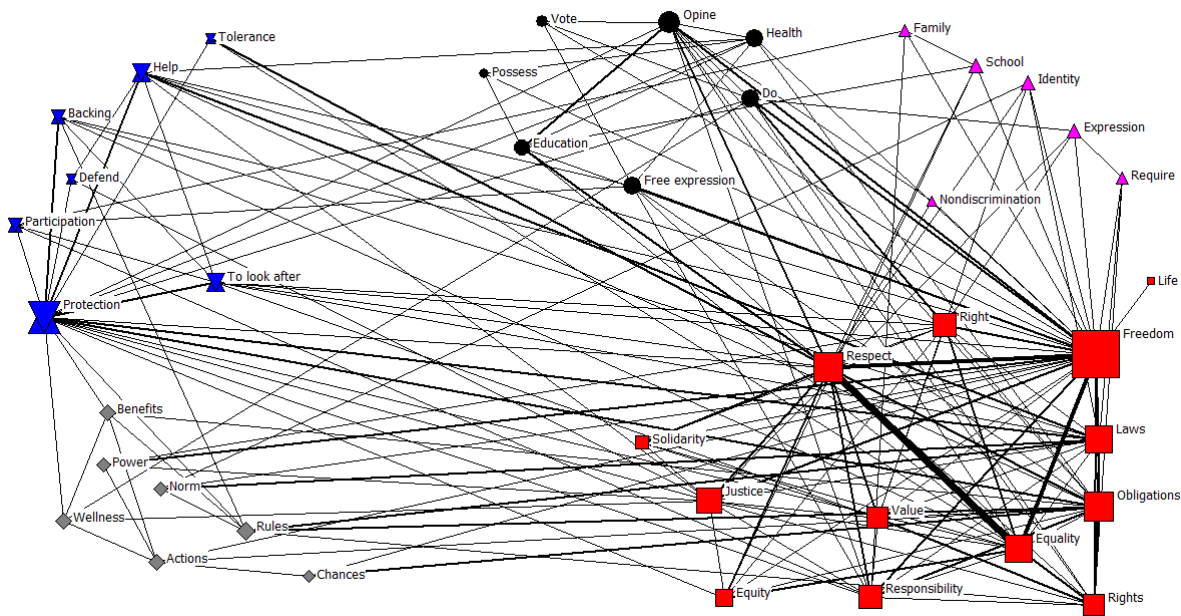 Vote
Opine
Health
Family
Tolerance
Help
School
Possess
Identity
Do
Backing
Expression
Education
Defend
Free expression
Require
Nondiscrimination
Participation
To look after
Life
Protection
Right
Freedom
Respect
Benefits
Laws
Solidarity
Power
Norm
Justice
Obligations
Wellness
Rules
Value
Equality
Actions
Chances
Equity
Responsibility
Rights